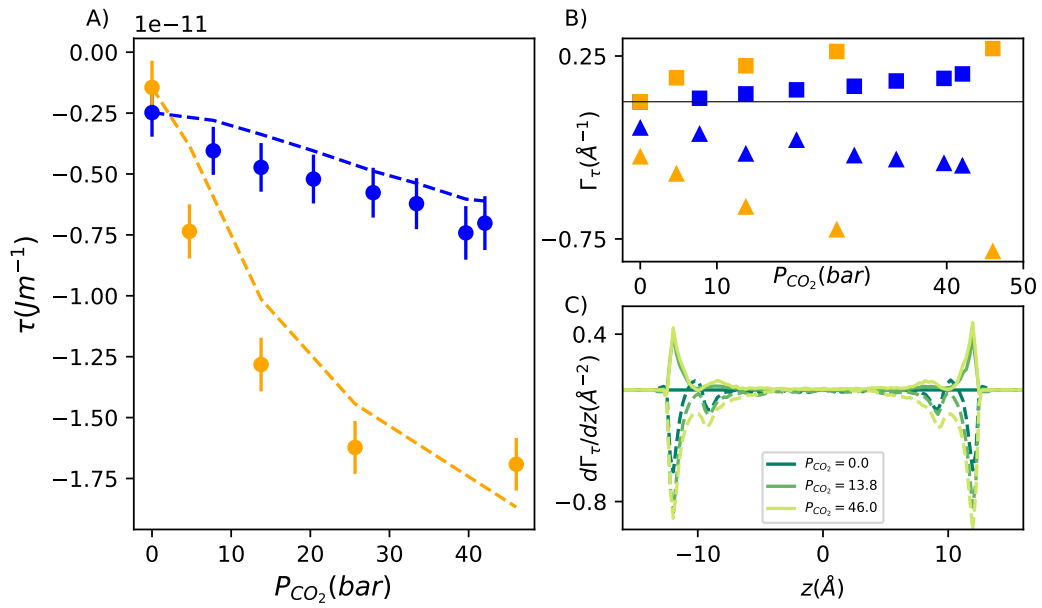 A)
1e−11
0.00
−0.25
−0.50
−0.75
−1.00
−1.25
−1.50
−1.75
τ(Jm⁻¹)
0 10 20 30 40
P_CO₂(bar)
B)
0.25
−0.75
Γ_τ(Å⁻¹)
0 10 40 50
P_CO₂(bar)
C)
0.4
−0.8
dΓ_τ/dz(Å⁻²)
P_CO₂ = 0.0
P_CO₂ = 13.8
P_CO₂ = 46.0
−10 0 10
z(Å)